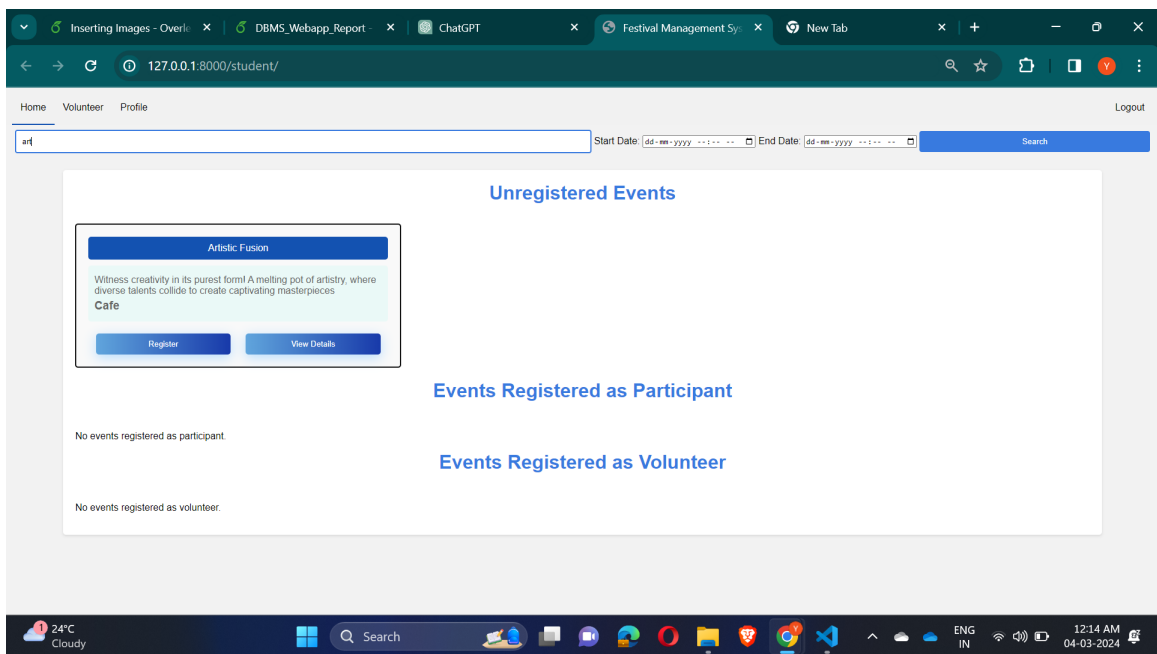 Inserting Images - Overle
DBMS_Webapp_Report -
ChatGPT
Festival Management Sys
New Tab
127.0.0.1:8000/student/
Y
Home Volunteer Profile Logout
art Start Date: dd-mm-yyyy --:-- -- End Date: dd-mm-yyyy --:-- -- Search
Unregistered Events
Artistic Fusion
Witness creativity in its purest form! A melting pot of artistry, where
diverse talents collide to create captivating masterpieces
Cafe
Register View Details
Events Registered as Participant
No events registered as participant.
Events Registered as Volunteer
No events registered as volunteer.
1
24°C
Cloudy
Search
ENG
IN
12:14 AM
04-03-2024